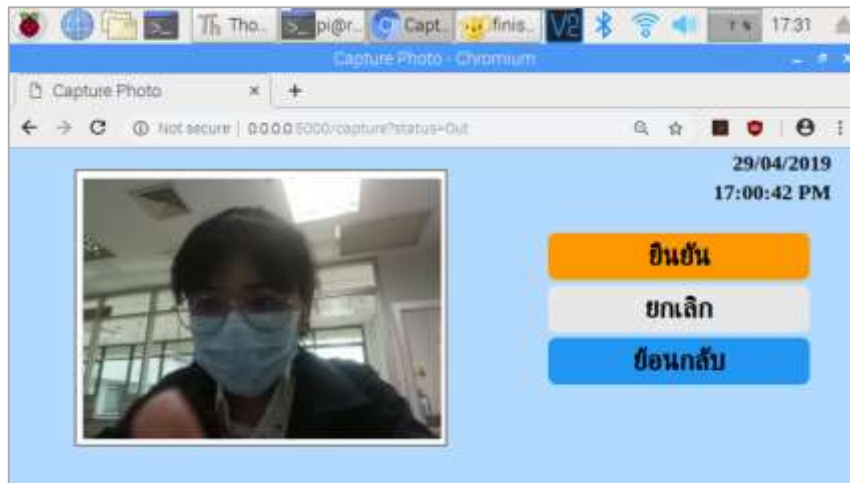 Th Tho.. pi@r.. Capt.. finis.. V2 17:31
Capture Photo - Chromium
Capture Photo × +
Not secure | 0.0.0.0:5000/capture?status=Out
29/04/2019
17:00:42 PM
ยืนยัน
ยกเลิก
ย้อนกลับ